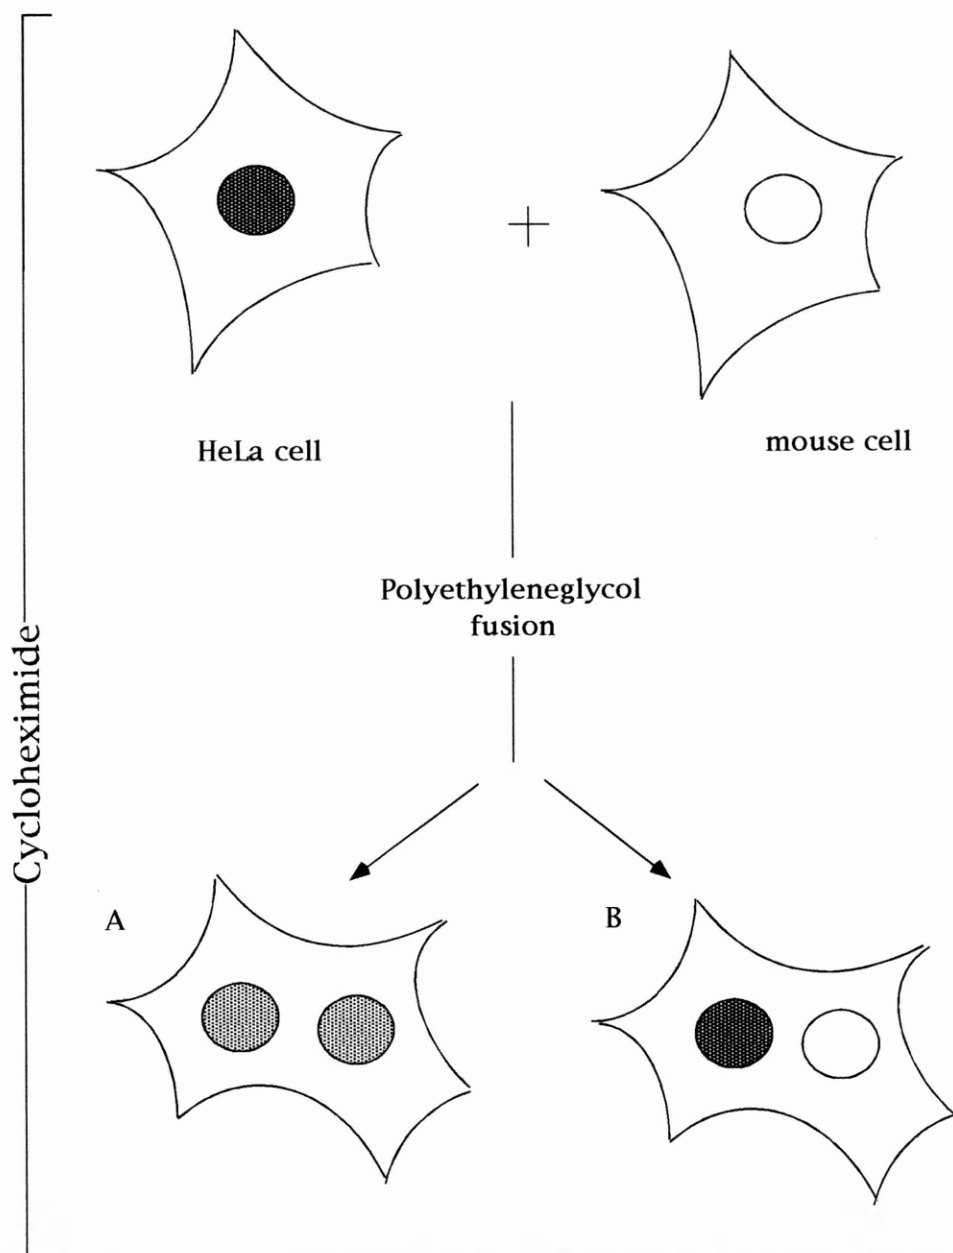 HeLa cell
+
mouse cell
Polyethyleneglycol
fusion
Cycloheximide
A
B